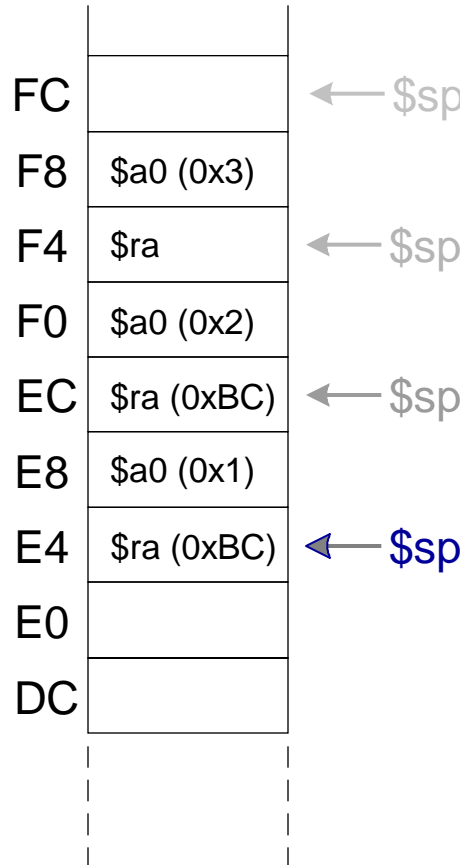 FC $sp
F8 $a0 (0x3)
F4 $ra $sp
F0 $a0 (0x2)
EC $ra (0xBC) $sp
E8 $a0 (0x1)
E4 $ra (0xBC) $sp
E0
DC